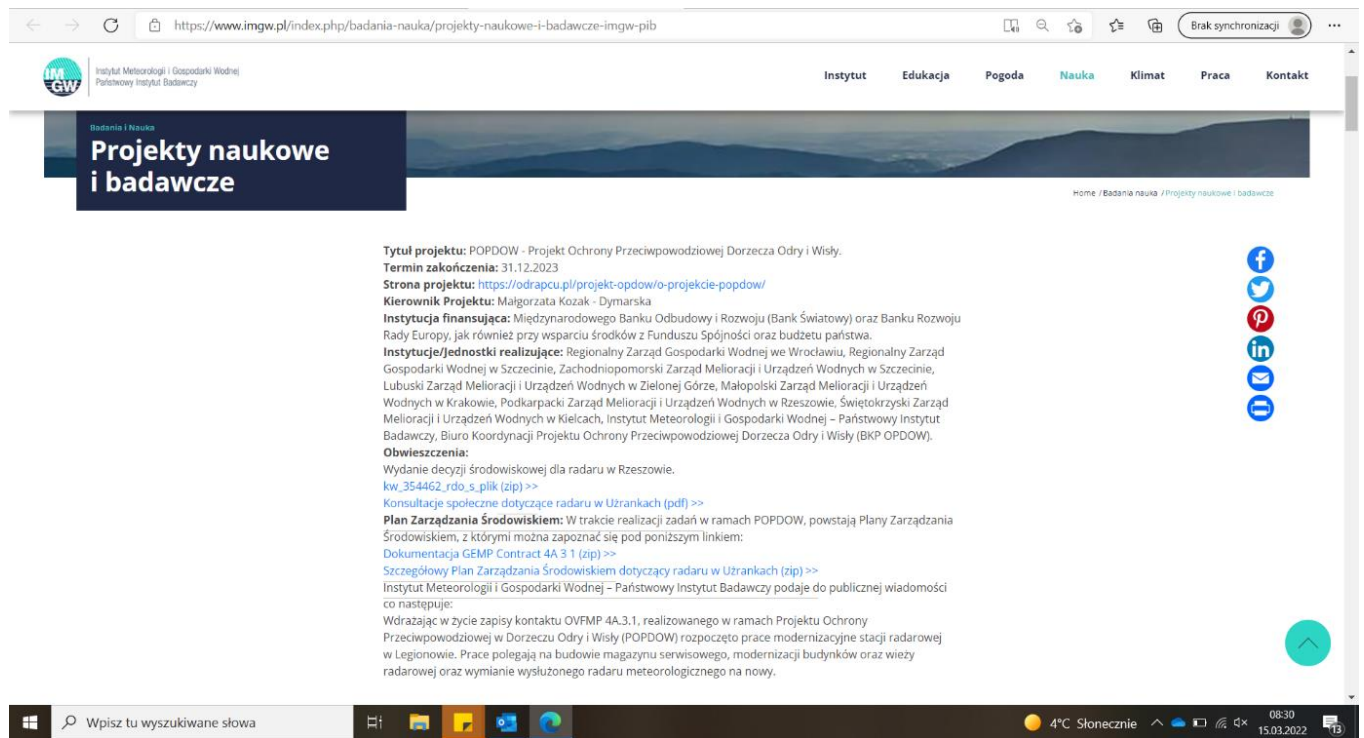 https://www.imgw.pl/index.php/badania-nauka/projekty-naukowe-i-badawcze-imgw-pib
Brak synchronizacji
IM
GW
Instytut Meteorologii i Gospodarki Wodnej
Państwowy Instytut Badawczy
Instytut Edukacja Pogoda Nauka Klimat Praca Kontakt
Badania i Nauka
Projekty naukowe
i badawcze
Home / Badania nauka / Projekty naukowe i badawcze
Tytuł projektu: POPDOW - Projekt Ochrony Przeciwpowodziowej Dorzecza Odry i Wisły.
Termin zakończenia: 31.12.2023
Strona projektu: https://odrapcu.pl/projekt-opdow/o-projekcie-popdow/
Kierownik Projektu: Małgorzata Kozak - Dymarska
Instytucja finansująca: Międzynarodowego Banku Odbudowy i Rozwoju (Bank Światowy) oraz Banku Rozwoju
Rady Europy, jak również przy wsparciu środków z Funduszu Spójności oraz budżetu państwa.
Instytucje/Jednostki realizujące: Regionalny Zarząd Gospodarki Wodnej we Wrocławiu, Regionalny Zarząd
Gospodarki Wodnej w Szczecinie, Zachodniopomorski Zarząd Melioracji i Urządzeń Wodnych w Szczecinie,
Lubuski Zarząd Melioracji i Urządzeń Wodnych w Zielonej Górze, Małopolski Zarząd Melioracji i Urządzeń
Wodnych w Krakowie, Podkarpacki Zarząd Melioracji i Urządzeń Wodnych w Rzeszowie, Świętokrzyski Zarząd
Melioracji i Urządzeń Wodnych w Kielcach, Instytut Meteorologii i Gospodarki Wodnej – Państwowy Instytut
Badawczy, Biuro Koordynacji Projektu Ochrony Przeciwpowodziowej Dorzecza Odry i Wisły (BKP OPDOW).
Obwieszczenia:
Wydanie decyzji środowiskowej dla radaru w Rzeszowie.
kw_354462_rdo_s_plik (zip) >>
Konsultacje społeczne dotyczące radaru w Użrankach (pdf) >>
Plan Zarządzania Środowiskiem: W trakcie realizacji zadań w ramach POPDOW, powstają Plany Zarządzania
Środowiskiem, z którymi można zapoznać się pod poniższym linkiem:
Dokumentacja GEMP Contract 4A 3 1 (zip) >>
Szczegółowy Plan Zarządzania Środowiskiem dotyczący radaru w Użrankach (zip) >>
Instytut Meteorologii i Gospodarki Wodnej – Państwowy Instytut Badawczy podaje do publicznej wiadomości
co następuje:
Wdrażając w życie zapisy kontaktu OVFMP 4A.3.1, realizowanego w ramach Projektu Ochrony
Przeciwpowodziowej w Dorzeczu Odry i Wisły (POPDOW) rozpoczęto prace modernizacyjne stacji radarowej
w Legionowie. Prace polegają na budowie magazynu serwisowego, modernizacji budynków oraz wieży
radarowej oraz wymianie wysłużonego radaru meteorologicznego na nowy.
Wpisz tu wyszukiwane słowa
4°C Słonecznie
08:30
15.03.2022
13